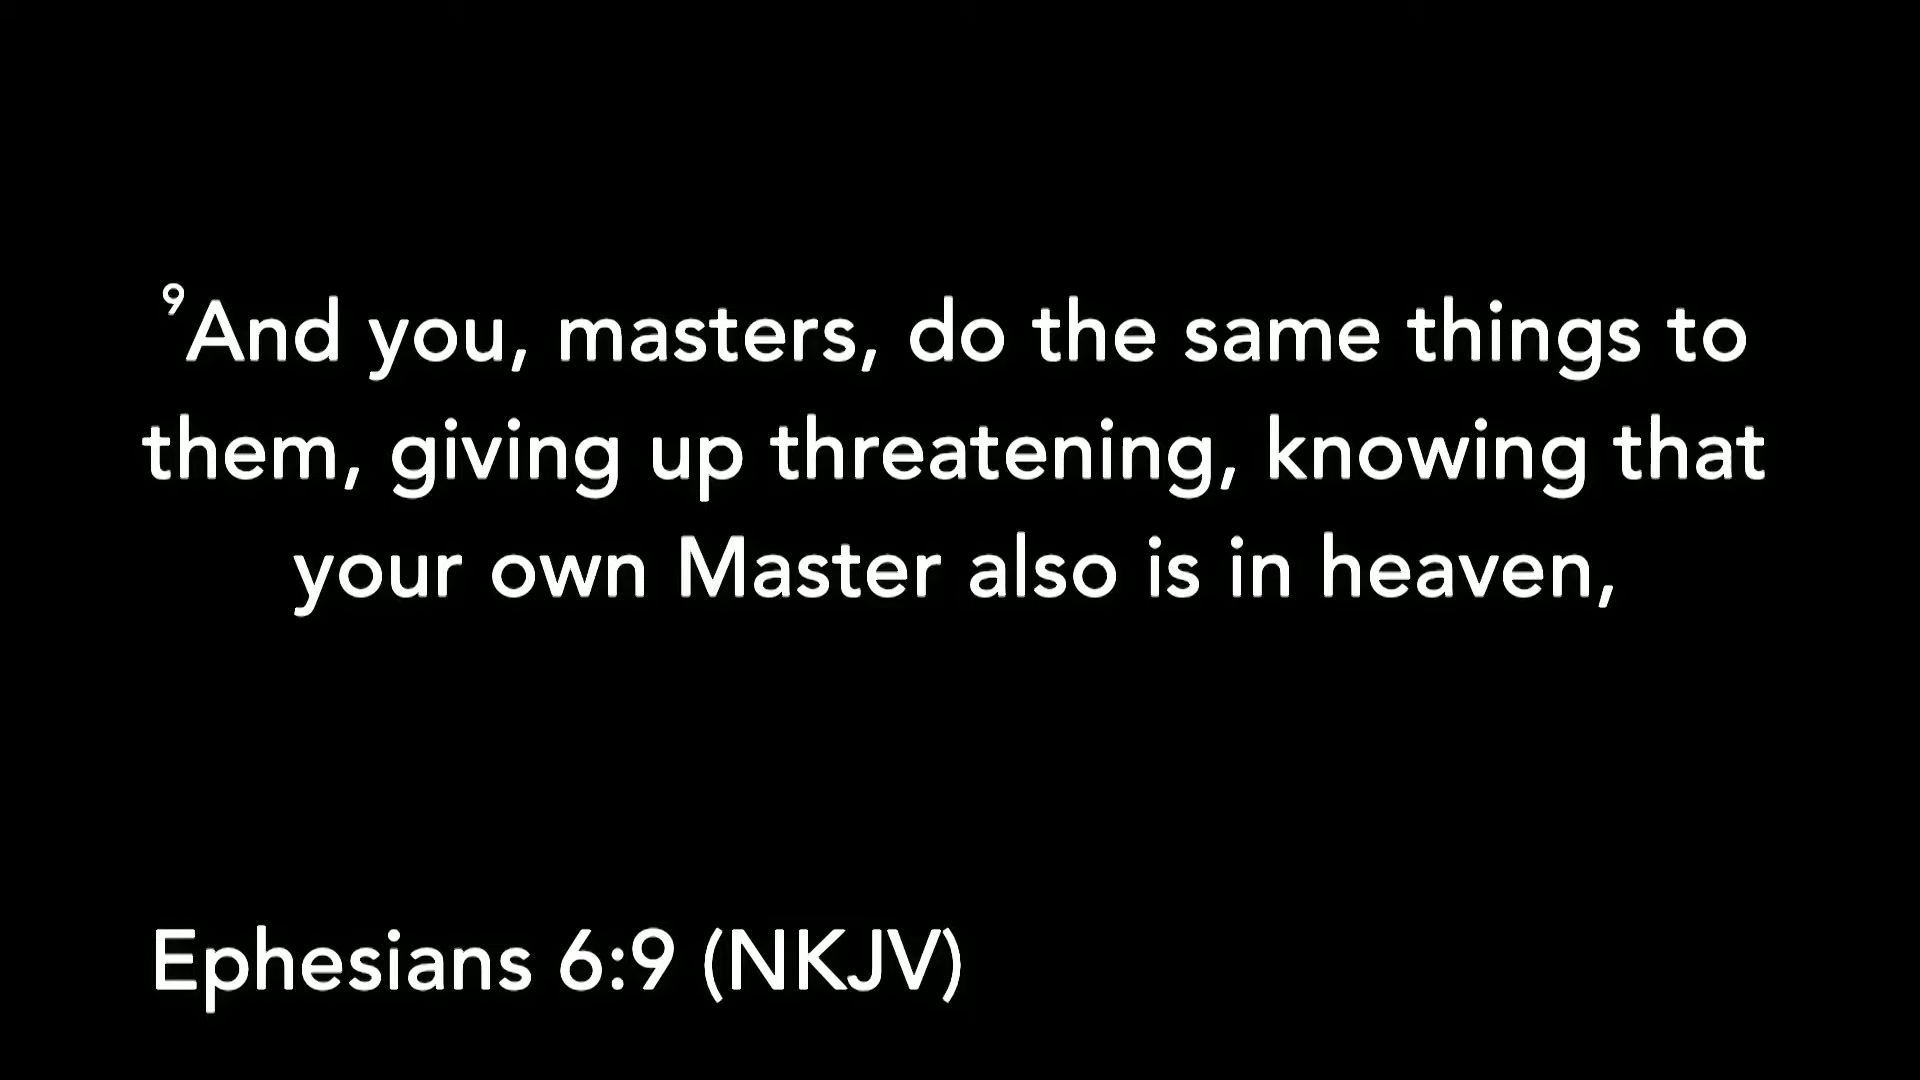 ⁹And you, masters, do the same things to
them, giving up threatening, knowing that
your own Master also is in heaven,
Ephesians 6:9 (NKJV)